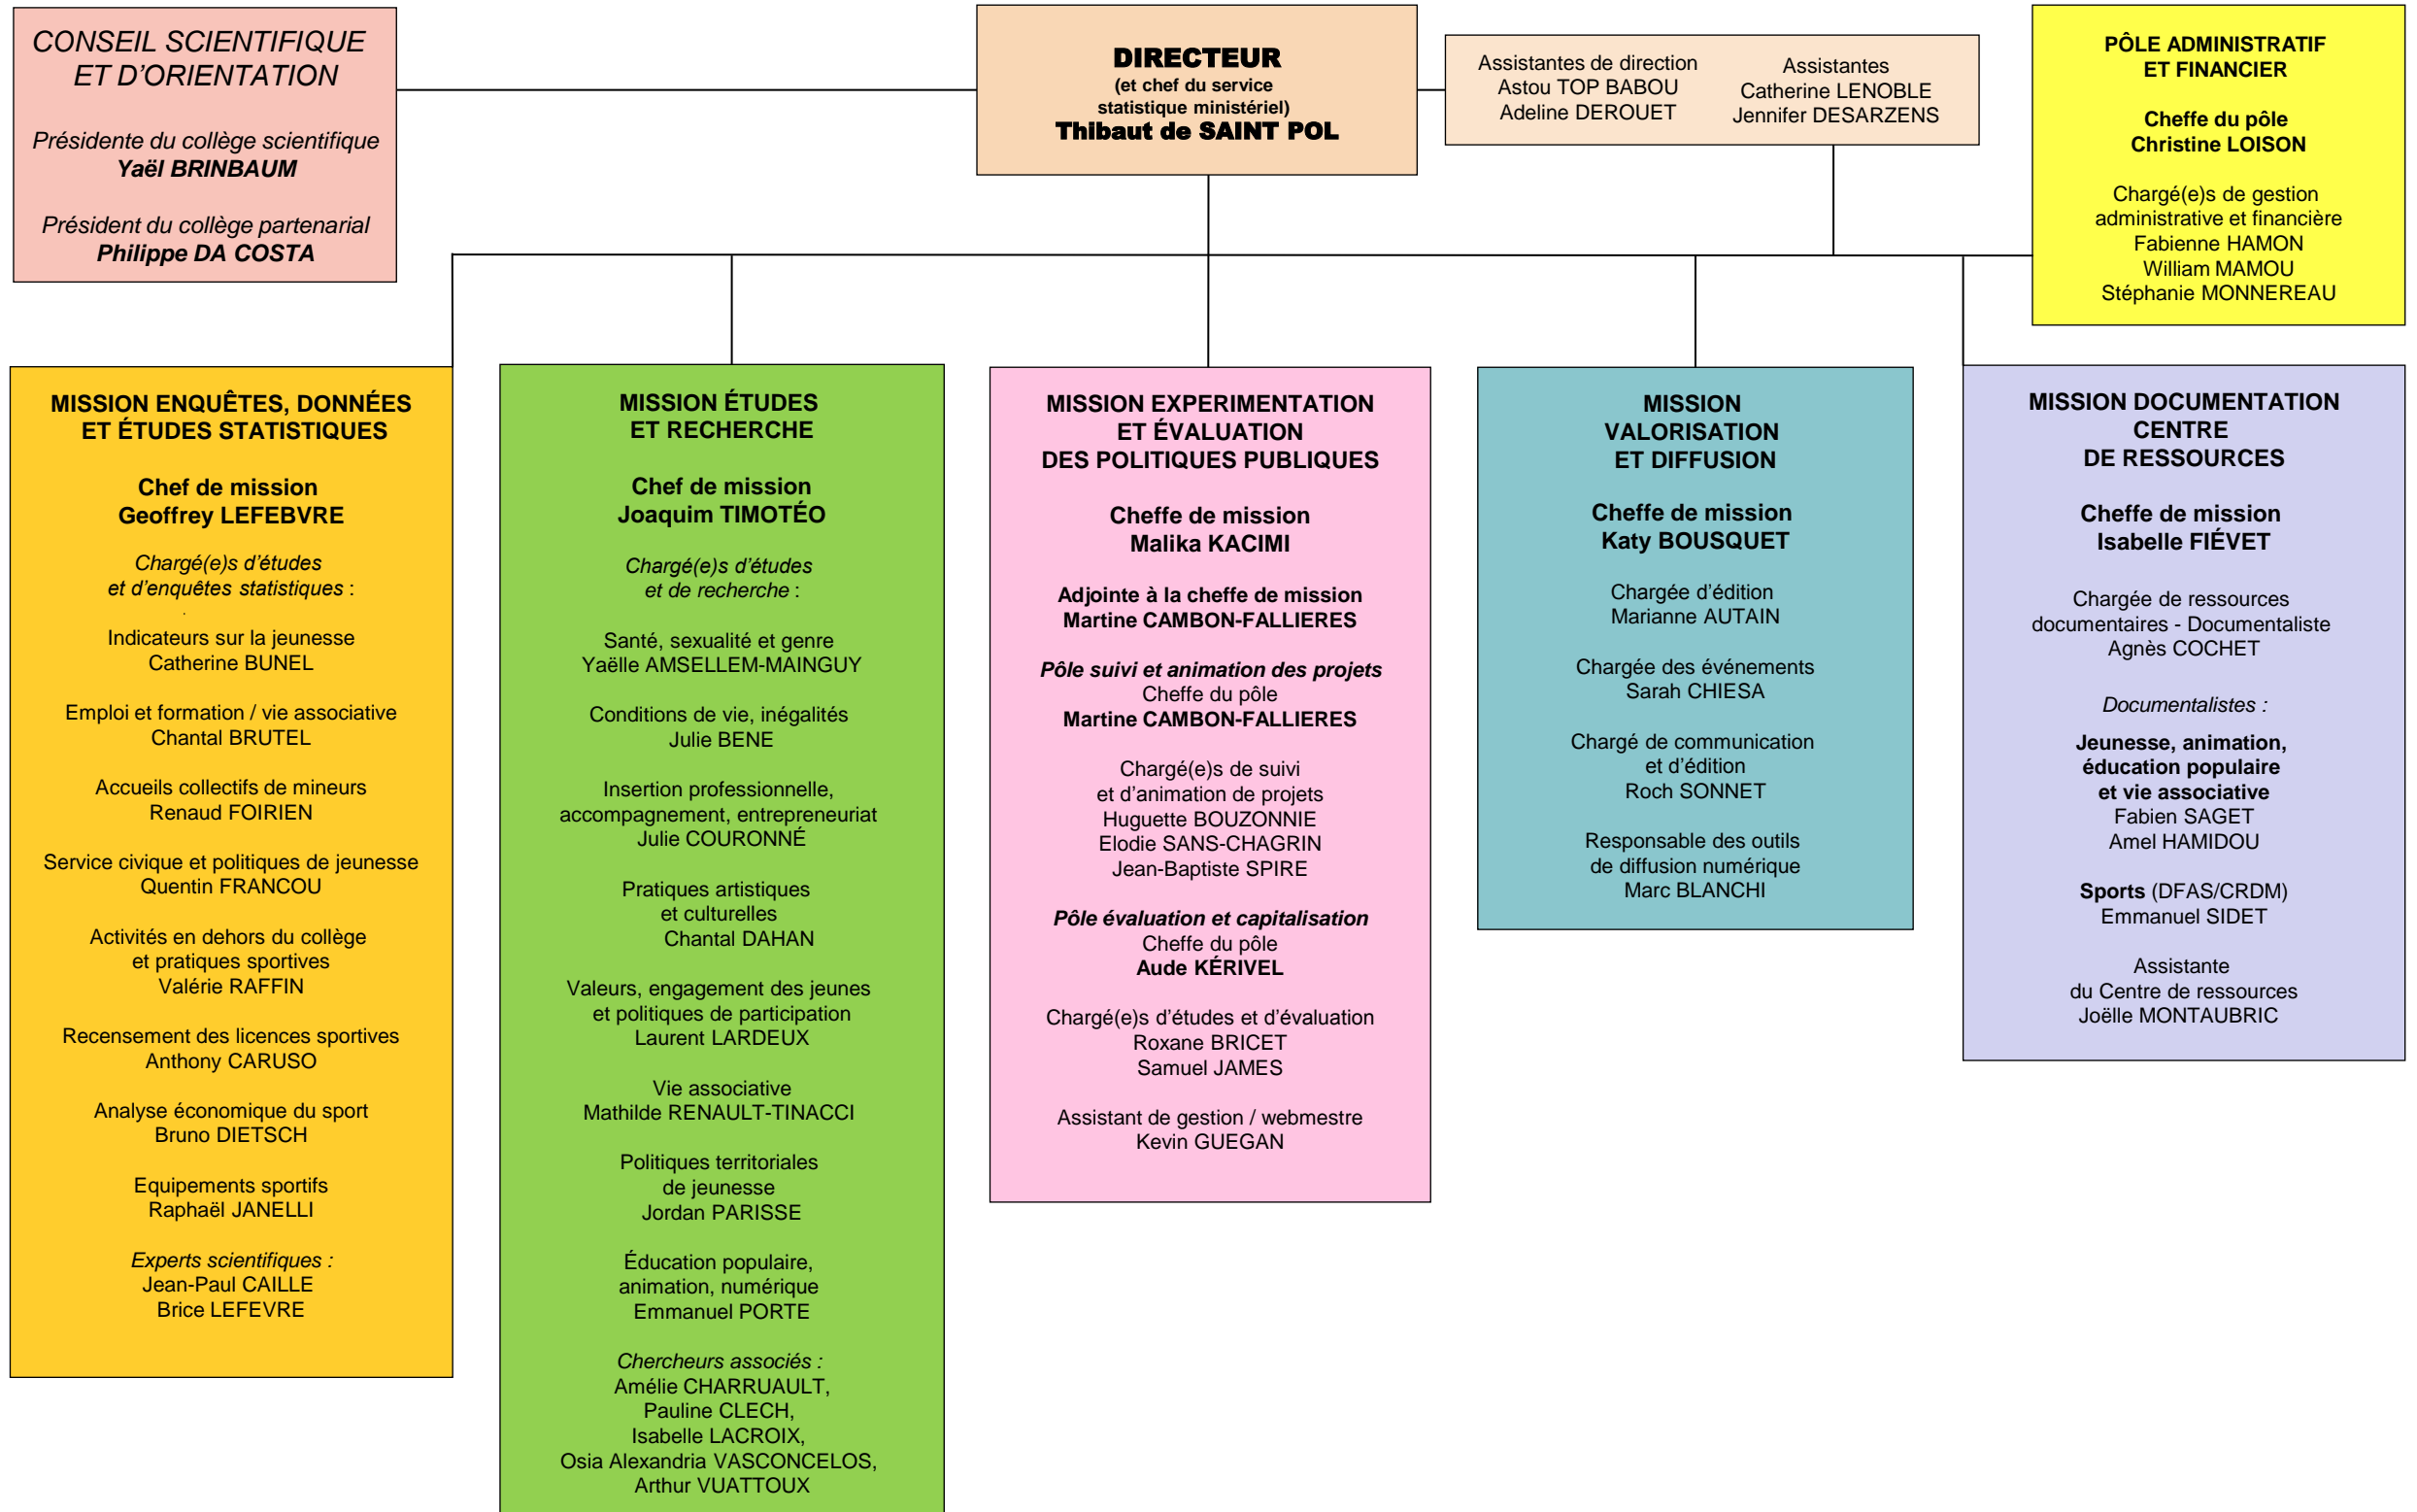 CONSEIL SCIENTIFIQUE
ET D'ORIENTATION
Présidente du collège scientifique
Yaël BRINBAUM
Président du collège partenarial
Philippe DA COSTA
DIRECTEUR
(et chef du service
statistique ministériel)
Thibaut de SAINT POL
Assistantes de direction
Astou TOP BABOU
Adeline DEROUET
Assistantes
Catherine LENOBLE
Jennifer DESARZENS
PÔLE ADMINISTRATIF
ET FINANCIER
Cheffe du pôle
Christine LOISON
Chargé(e)s de gestion
administrative et financière
Fabienne HAMON
William MAMOU
Stéphanie MONNEREAU
MISSION ENQUÊTES, DONNÉES
ET ÉTUDES STATISTIQUES
Chef de mission
Geoffrey LEFEBVRE
Chargé(e)s d'études
et d'enquêtes statistiques :
Indicateurs sur la jeunesse
Catherine BUNEL
Emploi et formation / vie associative
Chantal BRUTEL
Accueils collectifs de mineurs
Renaud FOIRIEN
Service civique et politiques de jeunesse
Quentin FRANCOU
Activités en dehors du collège
et pratiques sportives
Valérie RAFFIN
Recensement des licences sportives
Anthony CARUSO
Analyse économique du sport
Bruno DIETSCH
Equipements sportifs
Raphaël JANELLI
Experts scientifiques :
Jean-Paul CAILLE
Brice LEFEVRE
MISSION ÉTUDES
ET RECHERCHE
Chef de mission
Joaquim TIMOTÉO
Chargé(e)s d'études
et de recherche :
Santé, sexualité et genre
Yaëlle AMSELLEM-MAINGUY
Conditions de vie, inégalités
Julie BENE
Insertion professionnelle,
accompagnement, entrepreneuriat
Julie COURONNÉ
Pratiques artistiques
et culturelles
Chantal DAHAN
Valeurs, engagement des jeunes
et politiques de participation
Laurent LARDEUX
Vie associative
Mathilde RENAULT-TINACCI
Politiques territoriales
de jeunesse
Jordan PARISSE
Éducation populaire,
animation, numérique
Emmanuel PORTE
Chercheurs associés :
Amélie CHARRUAULT,
Pauline CLECH,
Isabelle LACROIX,
Osia Alexandria VASCONCELOS,
Arthur VUATTOUX
MISSION EXPERIMENTATION
ET ÉVALUATION
DES POLITIQUES PUBLIQUES
Cheffe de mission
Malika KACIMI
Adjointe à la cheffe de mission
Martine CAMBON-FALLIERES
Pôle suivi et animation des projets
Cheffe du pôle
Martine CAMBON-FALLIERES
Chargé(e)s de suivi
et d'animation de projets
Huguette BOUZONNIE
Elodie SANS-CHAGRIN
Jean-Baptiste SPIRE
Pôle évaluation et capitalisation
Cheffe du pôle
Aude KÉRIVEL
Chargé(e)s d'études et d'évaluation
Roxane BRICET
Samuel JAMES
Assistant de gestion / webmestre
Kevin GUEGAN
MISSION
VALORISATION
ET DIFFUSION
Cheffe de mission
Katy BOUSQUET
Chargée d'édition
Marianne AUTAIN
Chargée des événements
Sarah CHIESA
Chargé de communication
et d'édition
Roch SONNET
Responsable des outils
de diffusion numérique
Marc BLANCHI
MISSION DOCUMENTATION
CENTRE
DE RESSOURCES
Cheffe de mission
Isabelle FIÉVET
Chargée de ressources
documentaires - Documentaliste
Agnès COCHET
Documentalistes :
Jeunesse, animation,
éducation populaire
et vie associative
Fabien SAGET
Amel HAMIDOU
Sports (DFAS/CRDM)
Emmanuel SIDET
Assistante
du Centre de ressources
Joëlle MONTAUBRIC